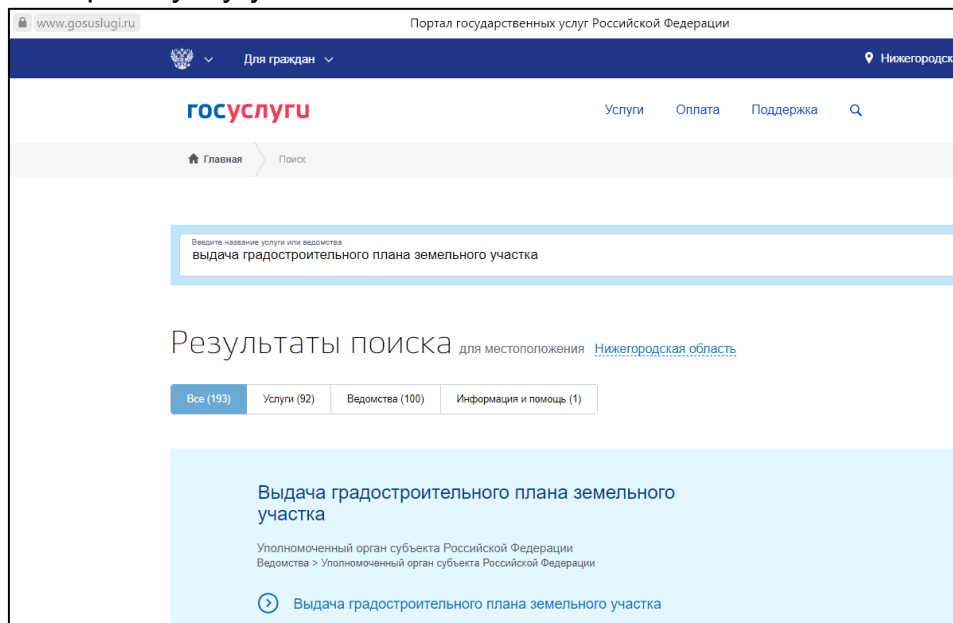 www.gosuslugi.ru Портал государственных услуг Российской Федерации
Для граждан
госуслуги Услуги Оплата Поддержка
Главная Поиск
Введите название услуги или ведомства
выдача градостроительного плана земельного участка
Результаты поиска для местоположения Нижегородская область
Все (193) Услуги (92) Ведомства (100) Информация и помощь (1)
Выдача градостроительного плана земельного
участка
Уполномоченный орган субъекта Российской Федерации
Ведомства > Уполномоченный орган субъекта Российской Федерации
Выдача градостроительного плана земельного участка